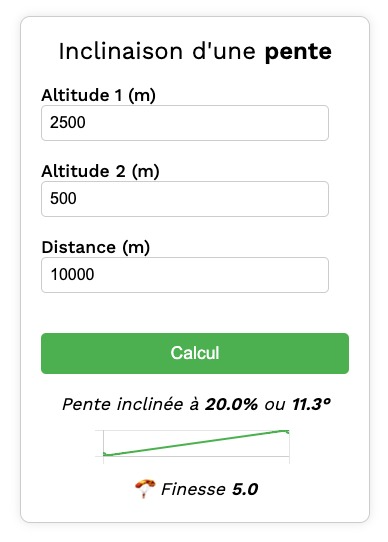 Inclinaison d'une pente
Altitude 1 (m)
2500
Altitude 2 (m)
500
Distance (m)
10000
Calcul
Pente inclinée à 20.0% ou 11.3°
🪂 Finesse 5.0